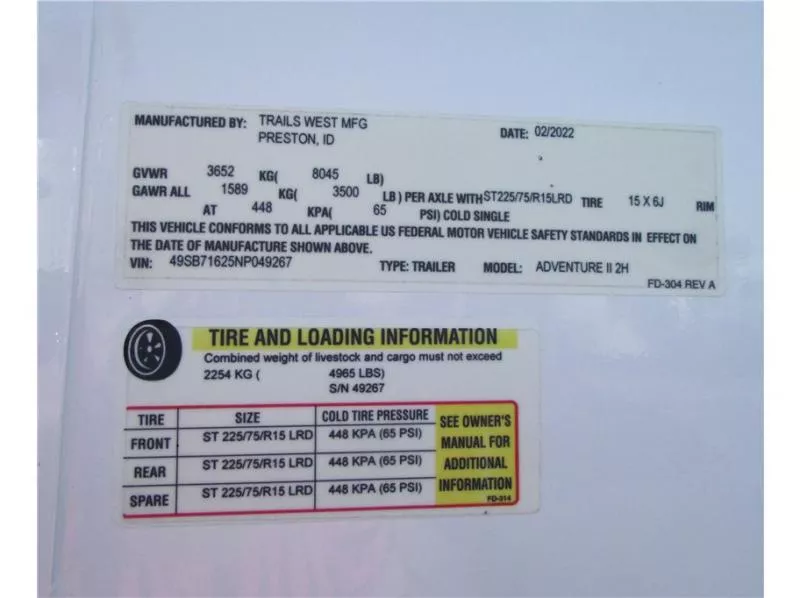 MANUFACTURED BY: TRAILS WEST MFG DATE: 02/2022
PRESTON, ID
GVWR 3652 KG( 8045 LB)
GAWR ALL 1589 KG( 3500 LB) PER AXLE WITH ST225/75/R15LRD TIRE 15 X 6J RIM
AT 448 KPA( 65 PSI) COLD SINGLE
THIS VEHICLE CONFORMS TO ALL APPLICABLE US FEDERAL MOTOR VEHICLE SAFETY STANDARDS IN EFFECT ON
THE DATE OF MANUFACTURE SHOWN ABOVE.
VIN: 49SB71625NP049267 TYPE: TRAILER MODEL: ADVENTURE II 2H
FD-304 REV A
TIRE AND LOADING INFORMATION
Combined weight of livestock and cargo must not exceed
2254 KG ( 4965 LBS)
S/N 49267
TIRE SIZE COLD TIRE PRESSURE
FRONT ST 225/75/R15 LRD 448 KPA (65 PSI)
REAR ST 225/75/R15 LRD 448 KPA (65 PSI)
SPARE ST 225/75/R15 LRD 448 KPA (65 PSI)
SEE OWNER'S
MANUAL FOR
ADDITIONAL
INFORMATION
FD-314